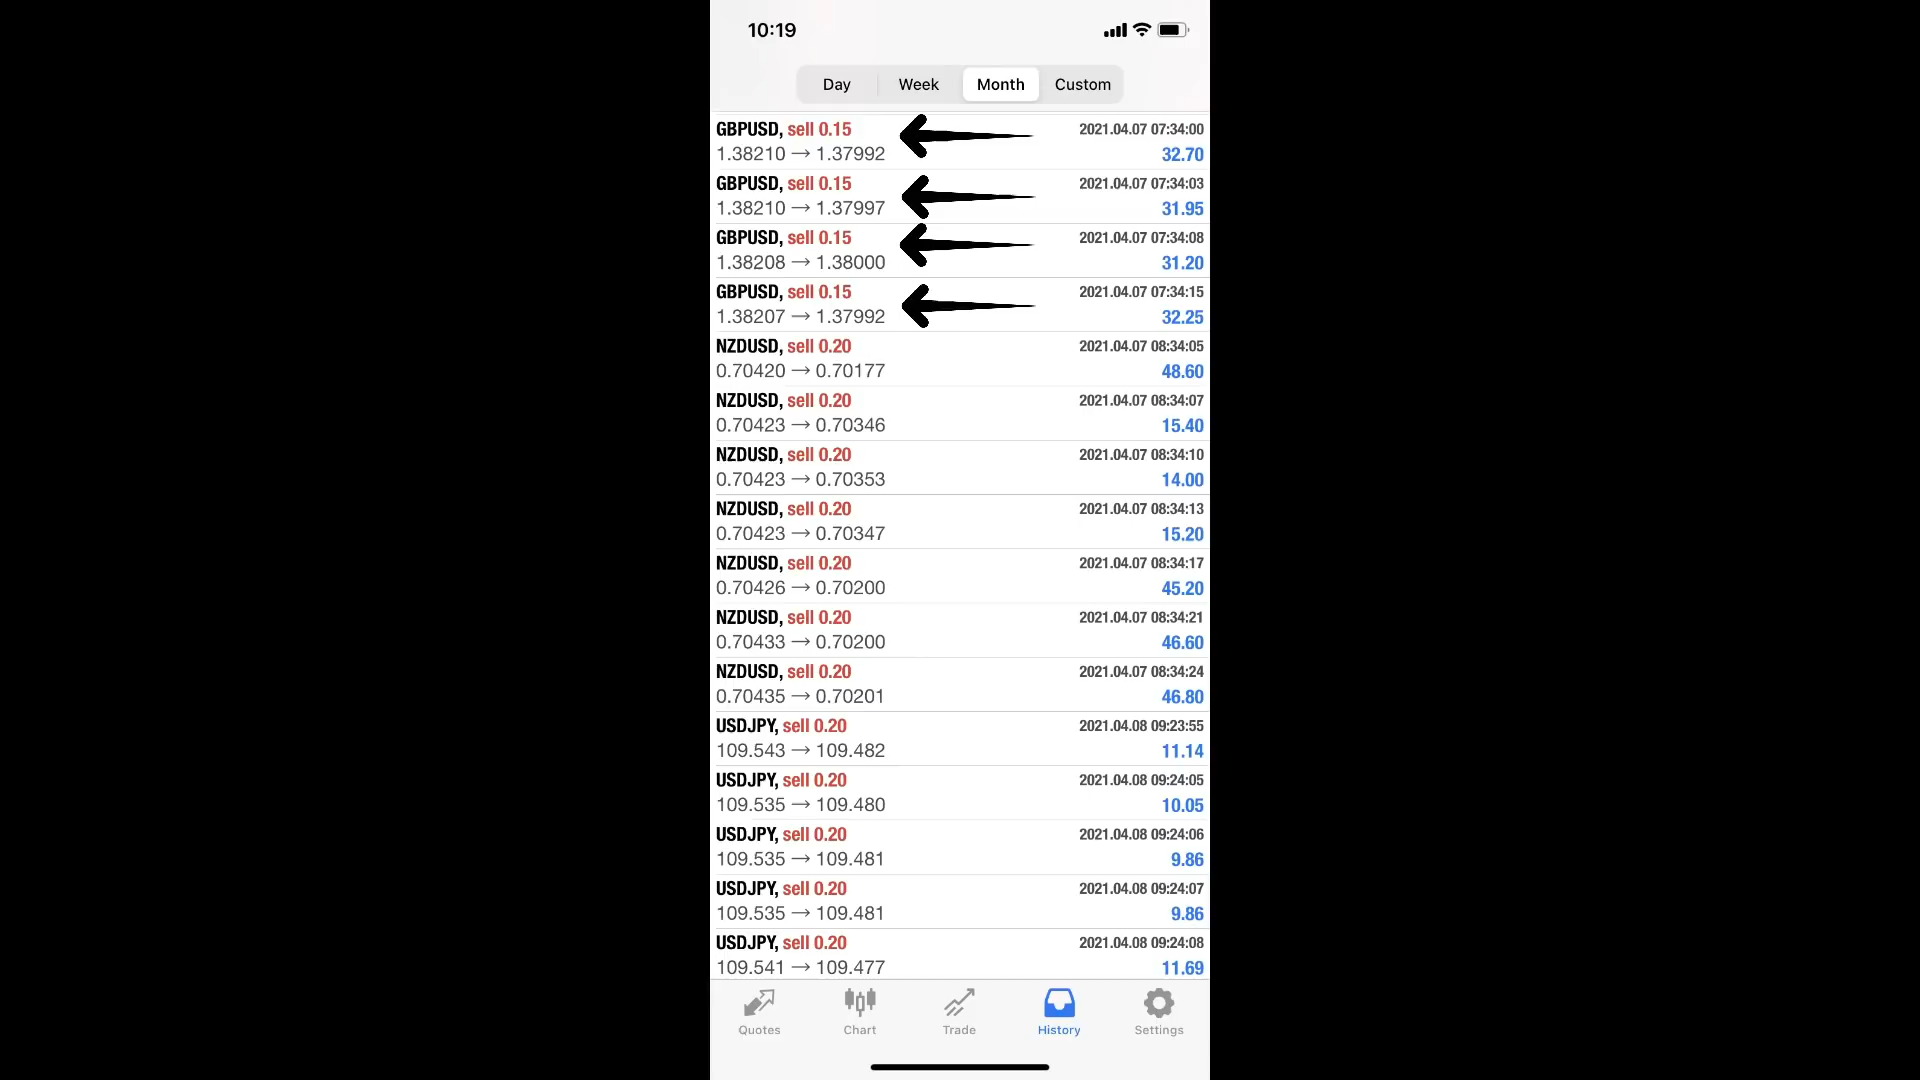 10:19
Day Week Month Custom
GBPUSD, sell 0.15 2021.04.07 07:34:00
1.38210 → 1.37992 32.70
GBPUSD, sell 0.15 2021.04.07 07:34:03
1.38210 → 1.37997 31.95
GBPUSD, sell 0.15 2021.04.07 07:34:08
1.38208 → 1.38000 31.20
GBPUSD, sell 0.15 2021.04.07 07:34:15
1.38207 → 1.37992 32.25
NZDUSD, sell 0.20 2021.04.07 08:34:05
0.70420 → 0.70177 48.60
NZDUSD, sell 0.20 2021.04.07 08:34:07
0.70423 → 0.70346 15.40
NZDUSD, sell 0.20 2021.04.07 08:34:10
0.70423 → 0.70353 14.00
NZDUSD, sell 0.20 2021.04.07 08:34:13
0.70423 → 0.70347 15.20
NZDUSD, sell 0.20 2021.04.07 08:34:17
0.70426 → 0.70200 45.20
NZDUSD, sell 0.20 2021.04.07 08:34:21
0.70433 → 0.70200 46.60
NZDUSD, sell 0.20 2021.04.07 08:34:24
0.70435 → 0.70201 46.80
USDJPY, sell 0.20 2021.04.08 09:23:55
109.543 → 109.482 11.14
USDJPY, sell 0.20 2021.04.08 09:24:05
109.535 → 109.480 10.05
USDJPY, sell 0.20 2021.04.08 09:24:06
109.535 → 109.481 9.86
USDJPY, sell 0.20 2021.04.08 09:24:07
109.535 → 109.481 9.86
USDJPY, sell 0.20 2021.04.08 09:24:08
109.541 → 109.477 11.69
Quotes Chart Trade History Settings